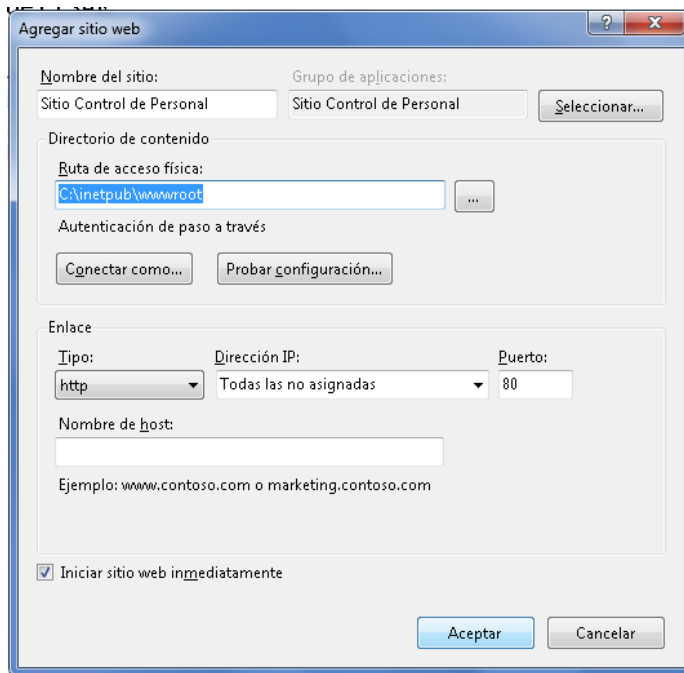 Agregar sitio web
Nombre del sitio: Grupo de aplicaciones:
Sitio Control de Personal Sitio Control de Personal Seleccionar...
Directorio de contenido
Ruta de acceso física:
C:\inetpub\wwwroot ...
Autenticación de paso a través
Conectar como... Probar configuración...
Enlace
Tipo: Dirección IP: Puerto:
http Todas las no asignadas 80
Nombre de host:
Ejemplo: www.contoso.com o marketing.contoso.com
Iniciar sitio web inmediatamente
Aceptar Cancelar